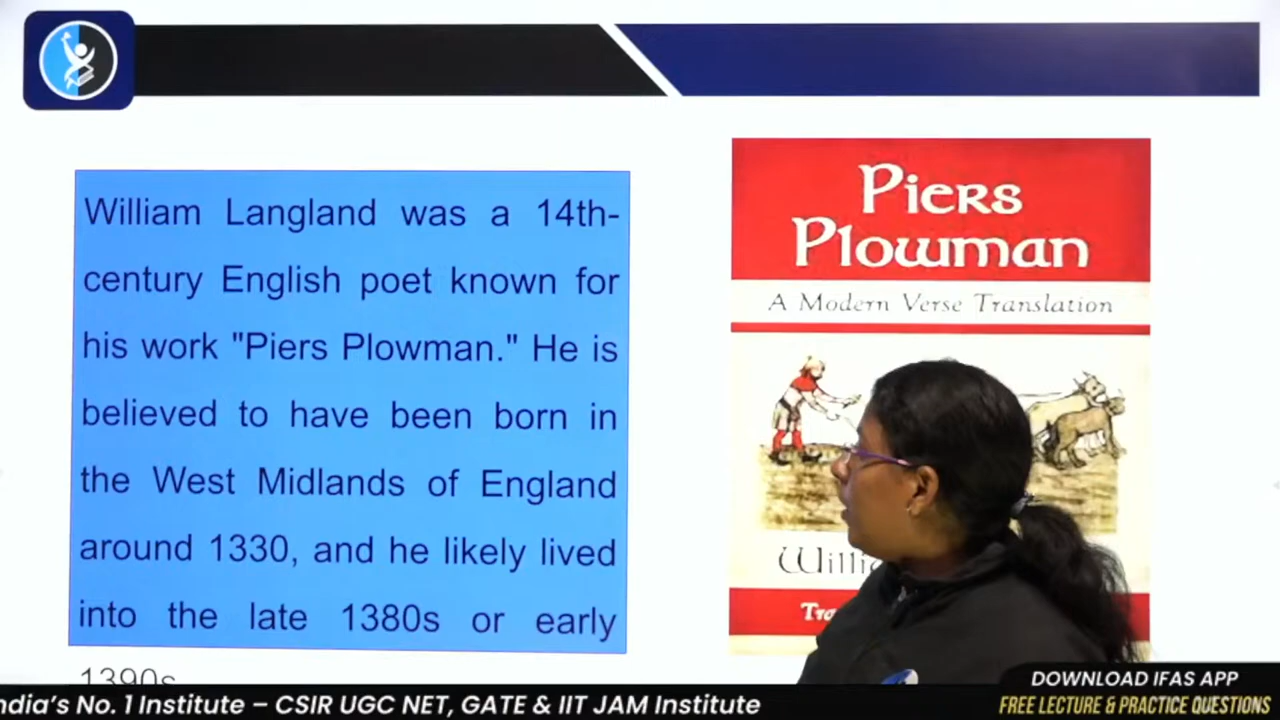 William Langland was a 14th-
century English poet known for
his work "Piers Plowman." He is
believed to have been born in
the West Midlands of England
around 1330, and he likely lived
into the late 1380s or early
1390s
Piers
Plowman
A Modern Verse Translation
DOWNLOAD IFAS APP
No. 1 Institute – CSIR UGC NET, GATE & IIT JAM Institute
FREE LECTURE & PRACTICE QUESTIONS